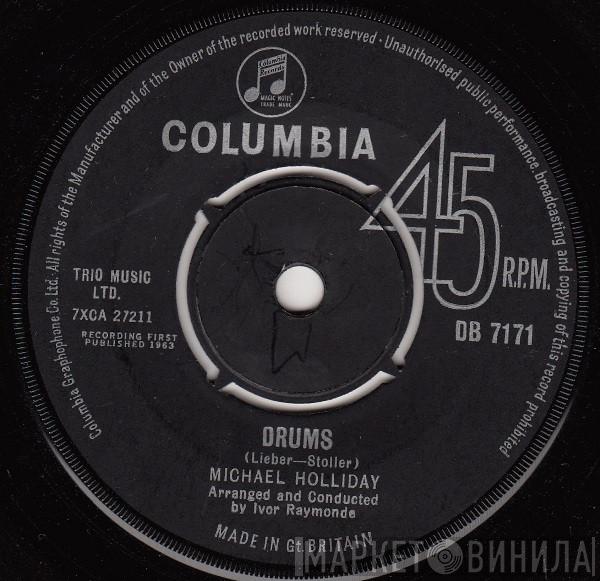 Columbia Graphophone Co. Ltd. · All rights of the Manufacturer and of the Owner of the recorded work reserved · Unauthorised public performance, broadcasting and copying of this record prohibited
Columbia
Records
MAGIC NOTES
TRADE MARK
COLUMBIA
45
R.P.M.
TRIO MUSIC
LTD.
7XCA 27211
RECORDING FIRST
PUBLISHED 1963
DB 7171
DRUMS
(Lieber—Stoller)
MICHAEL HOLLIDAY
Arranged and Conducted
by Ivor Raymonde
MADE IN Gt. BRITAIN
МАРКЕТ ВИНИЛА